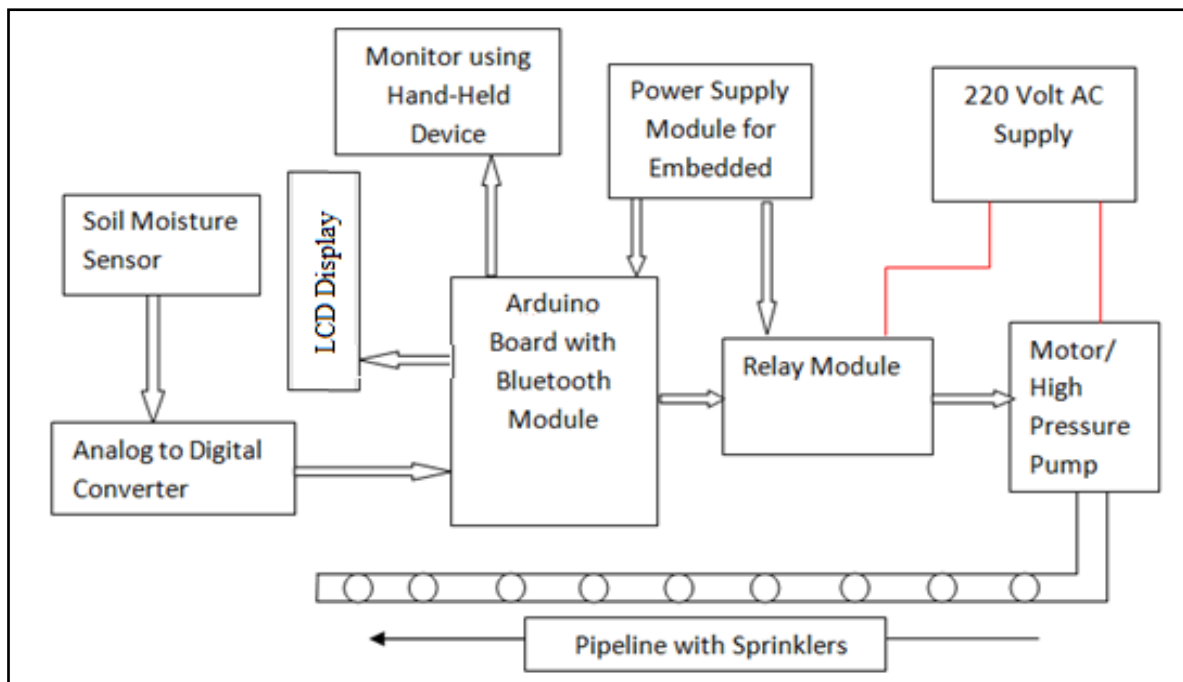 Monitor using
Hand-Held
Device
Power Supply
Module for
Embedded
220 Volt AC
Supply
Soil Moisture
Sensor
LCD Display
Arduino
Board with
Bluetooth
Module
Relay Module
Motor/
High
Pressure
Pump
Analog to Digital
Converter
Pipeline with Sprinklers